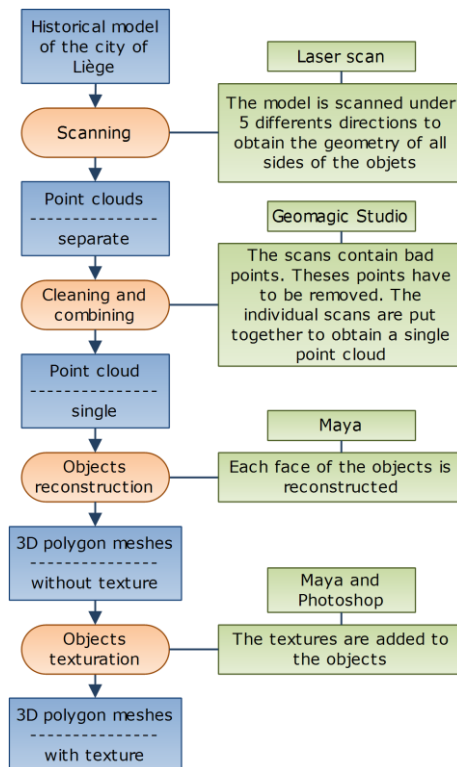 Historical model
of the city of
Liège
Laser scan
Scanning
The model is scanned under
5 differents directions to
obtain the geometry of all
sides of the objets
Point clouds
separate
Geomagic Studio
Cleaning and
combining
The scans contain bad
points. Theses points have
to be removed. The
individual scans are put
together to obtain a single
point cloud
Point cloud
single
Maya
Objects
reconstruction
Each face of the objects is
reconstructed
3D polygon meshes
without texture
Maya and
Photoshop
Objects
texturation
The textures are added to
the objects
3D polygon meshes
with texture